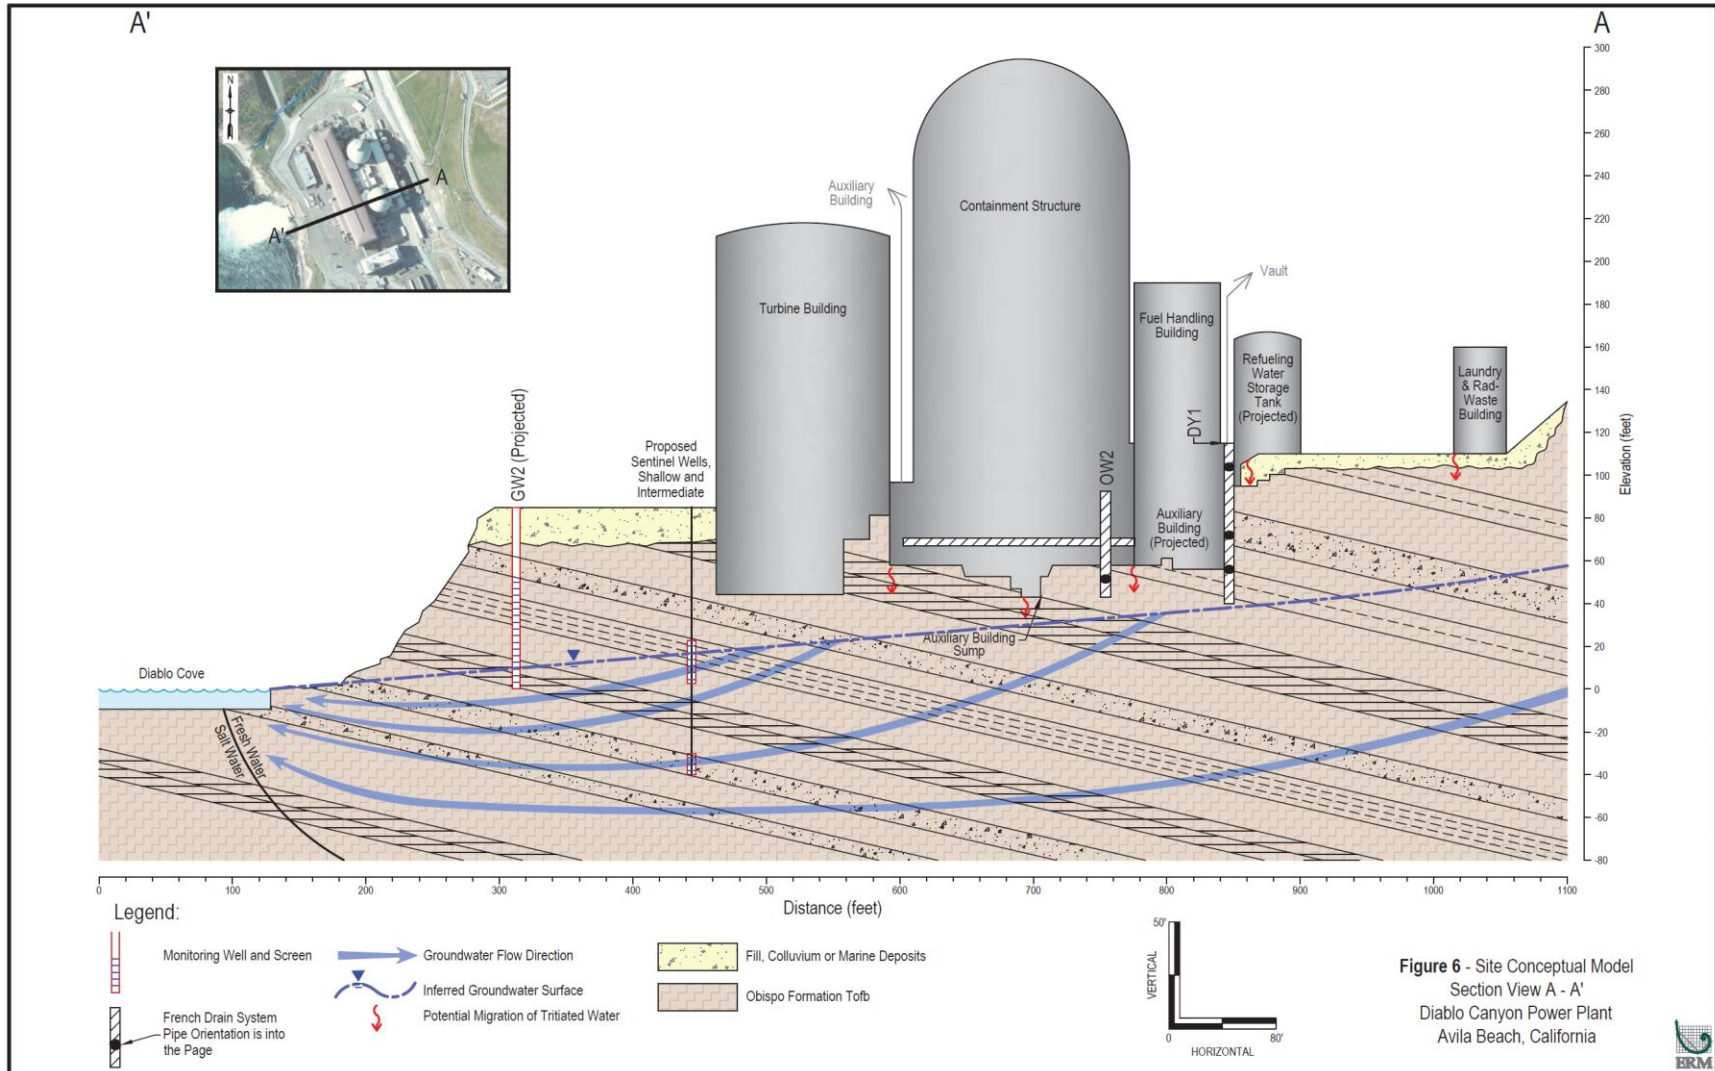 A'
A
N
A
A'
Auxiliary
Building
Containment Structure
Turbine Building
Fuel Handling
Building
Vault
Refueling
Water
Storage
Tank
(Projected)
Laundry
& Rad-
Waste
Building
GW2 (Projected)
Proposed
Sentinel Wells,
Shallow and
Intermediate
OW2
DY1
Auxiliary
Building
(Projected)
Auxiliary Building
Sump
Diablo Cove
Fresh Water
Salt Water
300
280
260
240
220
200
180
160
140
120
100
80
60
40
20
0
-20
-40
-60
-80
Elevation (feet)
0
100
200
300
400
500
600
700
800
900
1000
1100
Distance (feet)
Legend:
Monitoring Well and Screen
French Drain System
Pipe Orientation is into
the Page
Groundwater Flow Direction
Inferred Groundwater Surface
Potential Migration of Tritiated Water
Fill, Colluvium or Marine Deposits
Obispo Formation Tofb
50'
VERTICAL
0
80'
HORIZONTAL
Figure 6 - Site Conceptual Model
Section View A - A'
Diablo Canyon Power Plant
Avila Beach, California
ERM